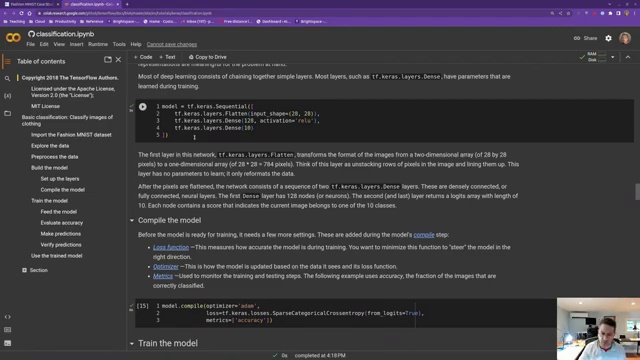 Fashion MNIST Case Stu
classification.ipynb
classification.ipynb
File Edit View Insert Runtime Tools Help Cannot save changes
Share
RAM
Disk
Table of contents
+ Code + Text Copy to Drive
Copyright 2018 The TensorFlow Authors.
Licensed under the Apache License, Version 2.0 (the "License");
MIT License
Basic classification: Classify images of clothing
Import the Fashion MNIST dataset
Explore the data
Preprocess the data
Build the model
Set up the layers
Compile the model
Train the model
Feed the model
Evaluate accuracy
Make predictions
Verify predictions
Use the trained model
Section
representations are meaningful for the problem at hand.
Most of deep learning consists of chaining together simple layers. Most layers, such as tf.keras.layers.Dense, have parameters that are
learned during training.
1 model = tf.keras.Sequential([
2 tf.keras.layers.Flatten(input_shape=(28, 28)),
3 tf.keras.layers.Dense(128, activation='relu'),
4 tf.keras.layers.Dense(10)
5 ])
The first layer in this network, tf.keras.layers.Flatten, transforms the format of the images from a two-dimensional array (of 28 by 28
pixels) to a one-dimensional array (of 28 * 28 = 784 pixels). Think of this layer as unstacking rows of pixels in the image and lining them up. This
layer has no parameters to learn; it only reformats the data.
After the pixels are flattened, the network consists of a sequence of two tf.keras.layers.Dense layers. These are densely connected, or
fully connected, neural layers. The first Dense layer has 128 nodes (or neurons). The second (and last) layer returns a logits array with length
of 10. Each node contains a score that indicates the current image belongs to one of the 10 classes.
Compile the model
Before the model is ready for training, it needs a few more settings. These are added during the model's compile step:
• Loss function —This measures how accurate the model is during training. You want to minimize this function to "steer" the model in the
right direction.
• Optimizer —This is how the model is updated based on the data it sees and its loss function.
• Metrics —Used to monitor the training and testing steps. The following example uses accuracy, the fraction of the images that are
correctly classified.
[15] 1 model.compile(optimizer='adam',
2 loss=tf.keras.losses.SparseCategoricalCrossentropy(from_logits=True),
3 metrics=['accuracy'])
Train the model
0s completed at 4:18 PM